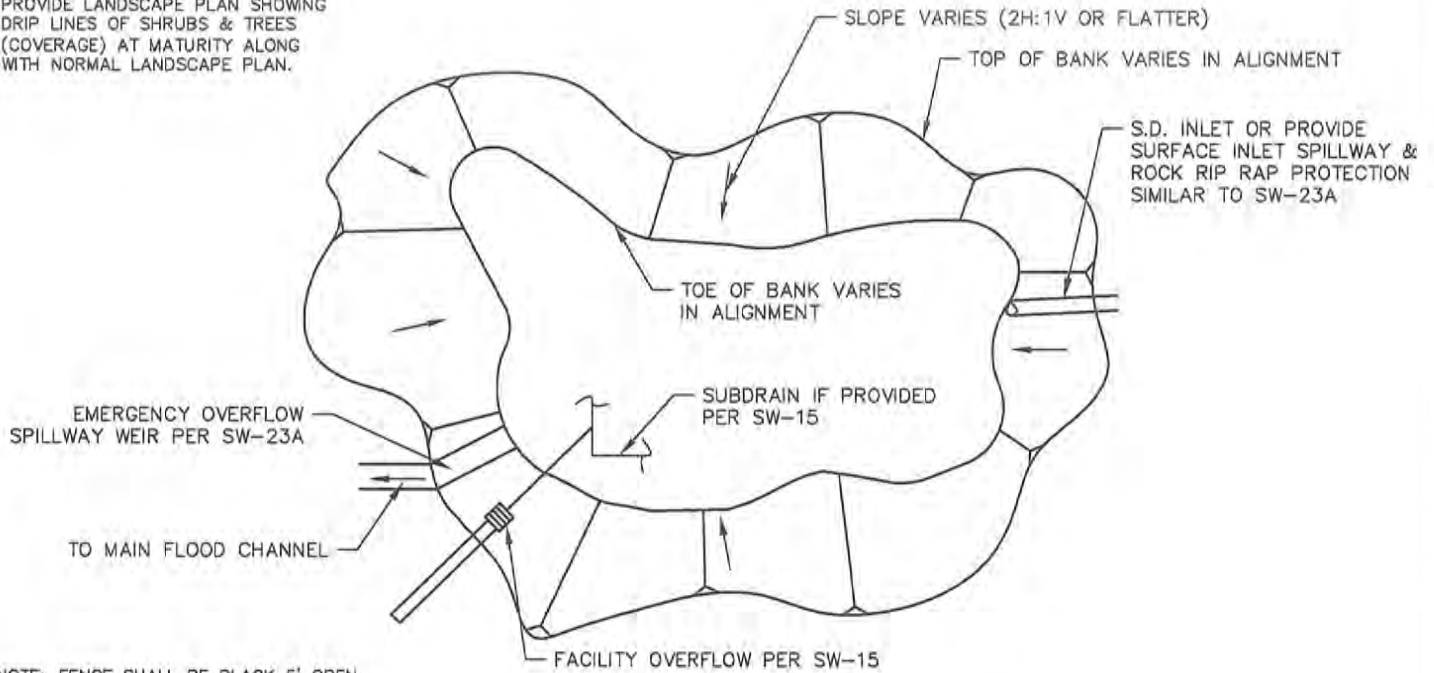 PROVIDE LANDSCAPE PLAN SHOWING
DRIP LINES OF SHRUBS & TREES
(COVERAGE) AT MATURITY ALONG
WITH NORMAL LANDSCAPE PLAN.
SLOPE VARIES (2H:1V OR FLATTER)
TOP OF BANK VARIES IN ALIGNMENT
S.D. INLET OR PROVIDE
SURFACE INLET SPILLWAY &
ROCK RIP RAP PROTECTION
SIMILAR TO SW-23A
TOE OF BANK VARIES
IN ALIGNMENT
SUBDRAIN IF PROVIDED
PER SW-15
EMERGENCY OVERFLOW
SPILLWAY WEIR PER SW-23A
TO MAIN FLOOD CHANNEL
FACILITY OVERFLOW PER SW-15
NOTE: FENCE SHALL BE BLACK 5' OPEN